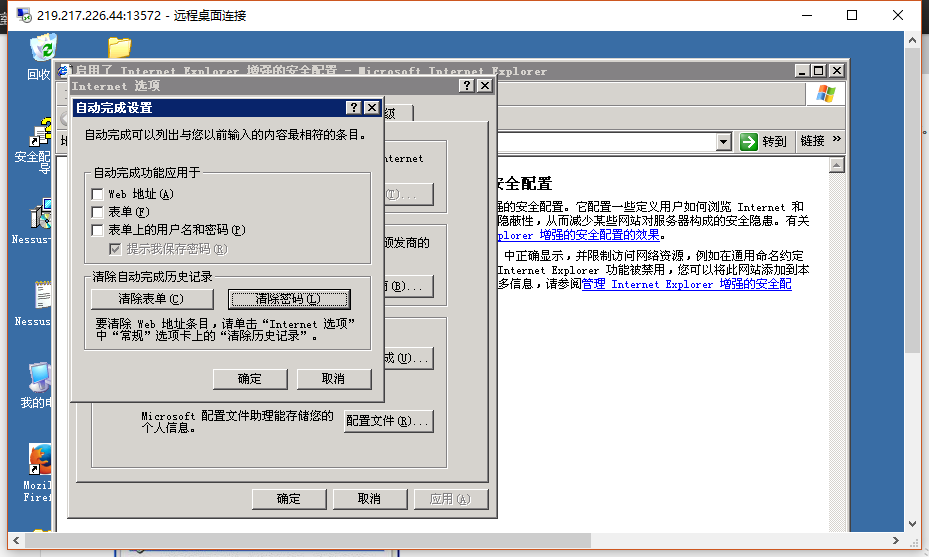 219.217.226.44:13572 - 远程桌面连接
回收
启用了 Internet Explorer 增强的安全配置 - Microsoft Internet Explorer
Internet 选项
自动完成设置
级
自动完成可以列出与您以前输入的内容最相符的条目。
转到
链接 »
安全配
导
nternet
自动完成功能应用于
安全配置
Web 地址(A)
(T)...
强的安全配置。它配置一些定义用户如何浏览 Internet 和
表单(F)
隐蔽性，从而减少某些网站对服务器构成的安全隐患。有关
表单上的用户名和密码(P)
plorer 增强的安全配置的效果。
Nessus-
提示我保存密码(R)
颁发商的
中正确显示，并限制访问网络资源，例如在通用命名约定
Internet Explorer 功能被禁用，您可以将此网站添加到本
清除自动完成历史记录
多信息，请参阅管理 Internet Explorer 增强的安全配
(B)...
清除表单(C)
清除密码(L)
Nessus
要清除 Web 地址条目，请单击“Internet 选项”
中“常规”选项卡上的“清除历史记录”。
成(U)...
确定
取消
我的电
Microsoft 配置文件助理能存储您的
个人信息。
配置文件(R)...
Mozil
Firef
确定
取消
应用(A)